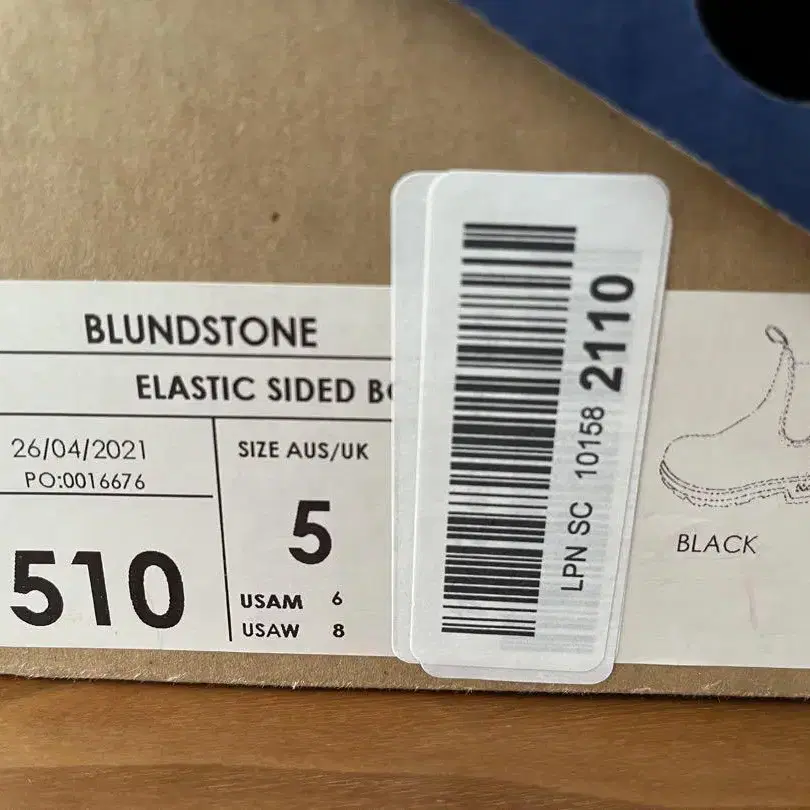 BLUNDSTONE
ELASTIC SIDED
26/04/2021
PO:0016676
510
SIZE AUS/UK
5
USAM 6
USAW 8
LPN SC 10158 2110
BLACK